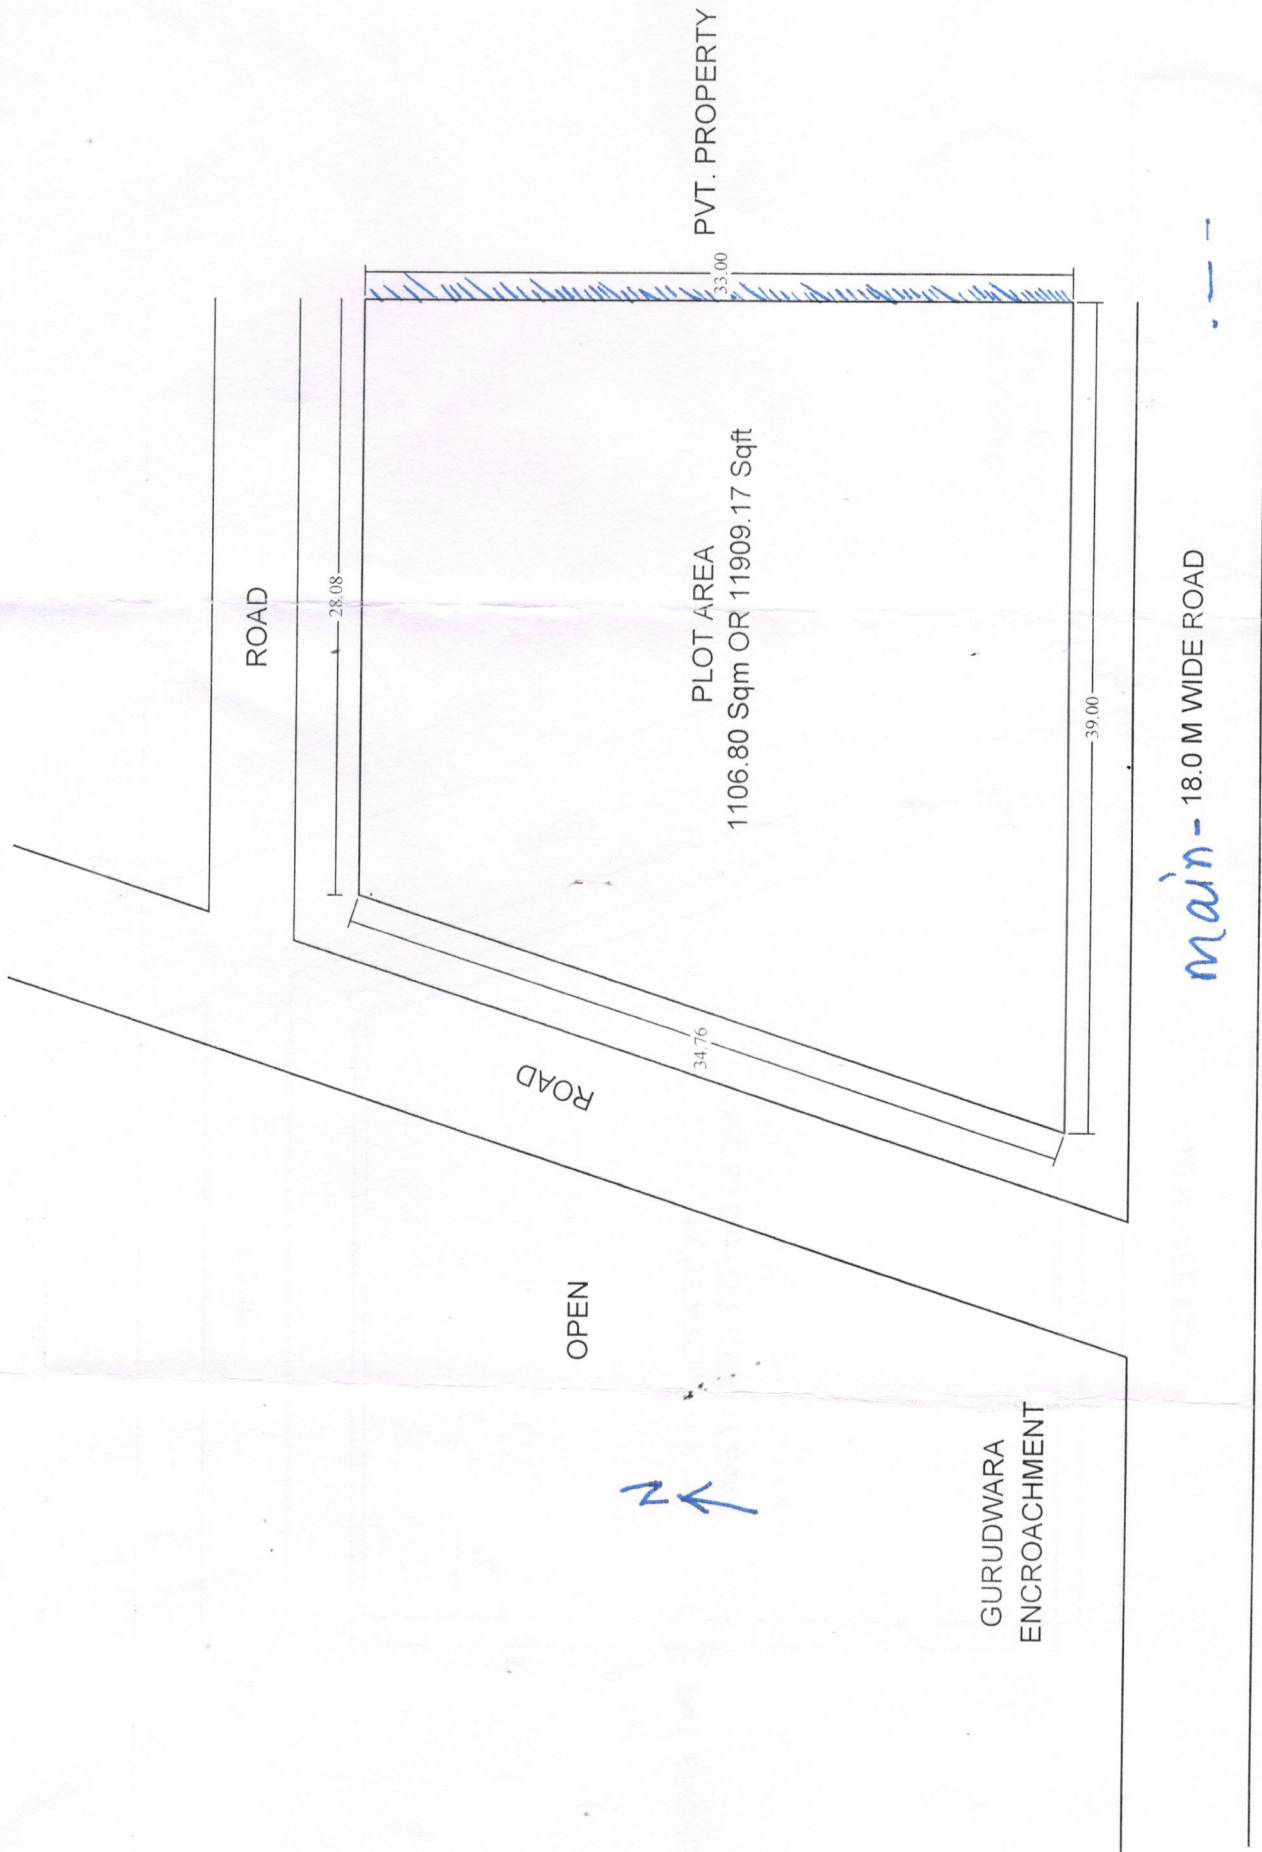 PVT. PROPERTY
33.00
ROAD
28.08
PLOT AREA
1106.80 Sqm OR 11909.17 Sqft
39.00
main - 18.0 M WIDE ROAD
34.76
ROAD
OPEN
N
GURUDWARA
ENCROACHMENT